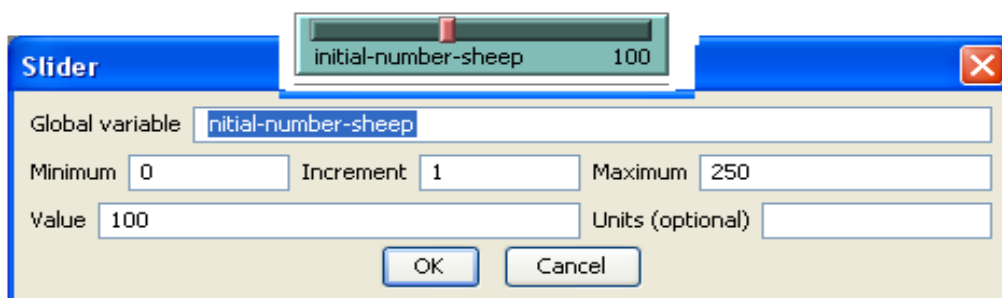 initial-number-sheep 100
Slider
Global variable nitial-number-sheep
Minimum 0 Increment 1 Maximum 250
Value 100 Units (optional)
OK Cancel